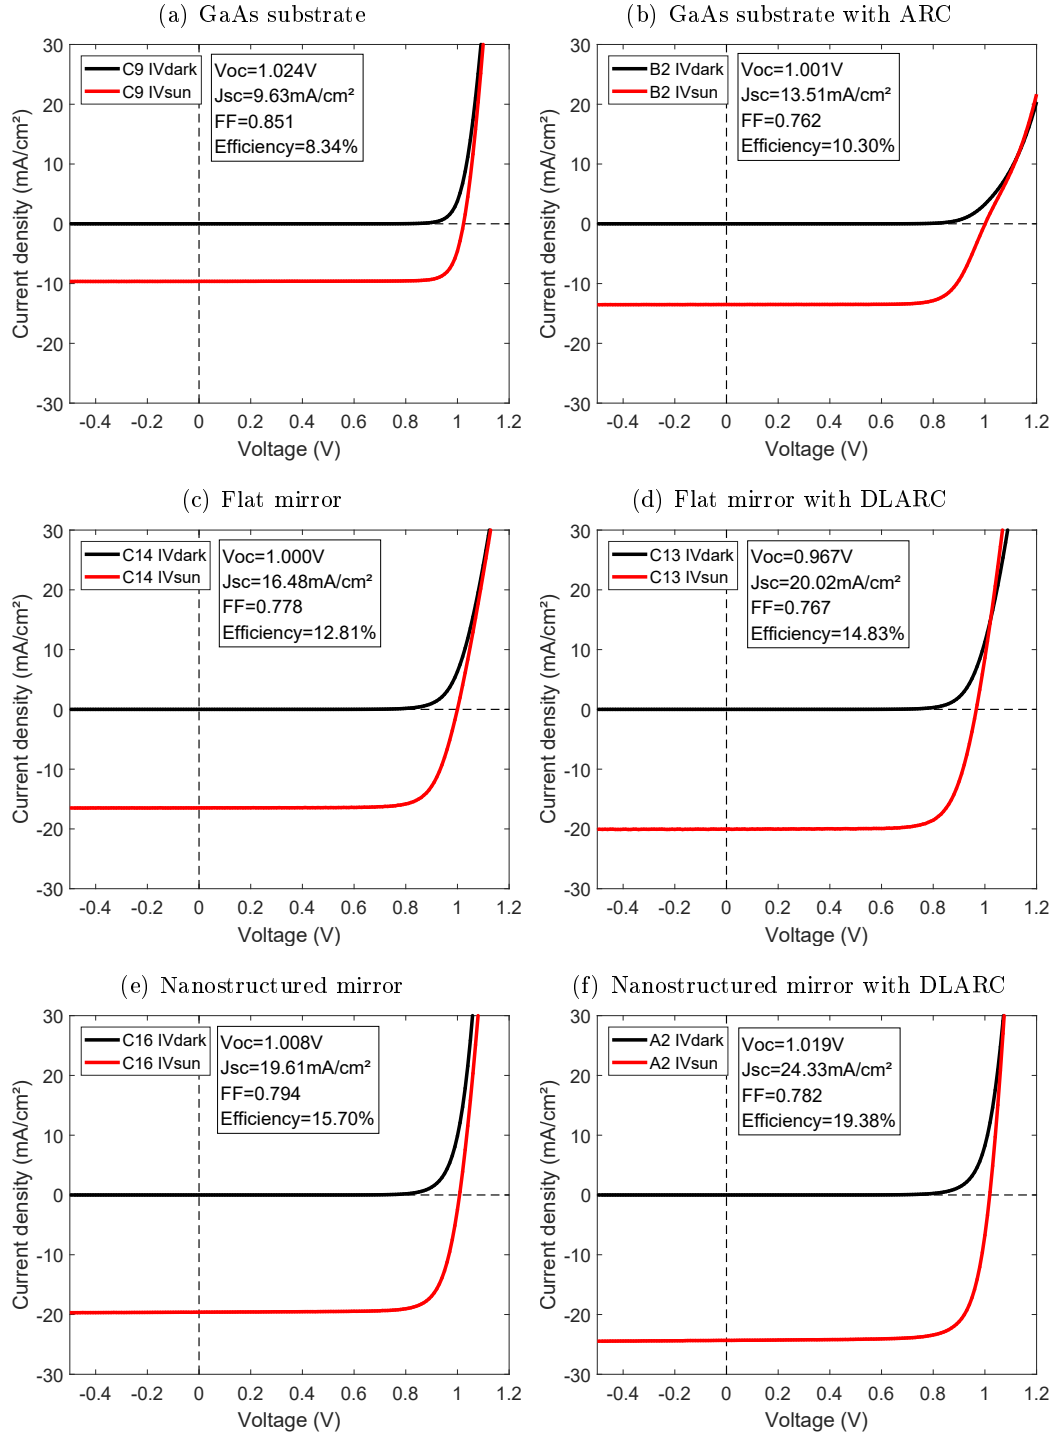 (a) GaAs substrate
30
20
10
0
-10
-20
-30
-0.4 -0.2 0 0.2 0.4 0.6 0.8 1 1.2
Voltage (V)
Current density (mA/cm²)
C9 IVdark
C9 IVsun
Voc=1.024V
Jsc=9.63mA/cm²
FF=0.851
Efficiency=8.34%
(b) GaAs substrate with ARC
30
20
10
0
-10
-20
-30
-0.4 -0.2 0 0.2 0.4 0.6 0.8 1 1.2
Voltage (V)
Current density (mA/cm²)
B2 IVdark
B2 IVsun
Voc=1.001V
Jsc=13.51mA/cm²
FF=0.762
Efficiency=10.30%
(c) Flat mirror
30
20
10
0
-10
-20
-30
-0.4 -0.2 0 0.2 0.4 0.6 0.8 1 1.2
Voltage (V)
Current density (mA/cm²)
C14 IVdark
C14 IVsun
Voc=1.000V
Jsc=16.48mA/cm²
FF=0.778
Efficiency=12.81%
(d) Flat mirror with DLARC
30
20
10
0
-10
-20
-30
-0.4 -0.2 0 0.2 0.4 0.6 0.8 1 1.2
Voltage (V)
Current density (mA/cm²)
C13 IVdark
C13 IVsun
Voc=0.967V
Jsc=20.02mA/cm²
FF=0.767
Efficiency=14.83%
(e) Nanostructured mirror
30
20
10
0
-10
-20
-30
-0.4 -0.2 0 0.2 0.4 0.6 0.8 1 1.2
Voltage (V)
Current density (mA/cm²)
C16 IVdark
C16 IVsun
Voc=1.008V
Jsc=19.61mA/cm²
FF=0.794
Efficiency=15.70%
(f) Nanostructured mirror with DLARC
30
20
10
0
-10
-20
-30
-0.4 -0.2 0 0.2 0.4 0.6 0.8 1 1.2
Voltage (V)
Current density (mA/cm²)
A2 IVdark
A2 IVsun
Voc=1.019V
Jsc=24.33mA/cm²
FF=0.782
Efficiency=19.38%